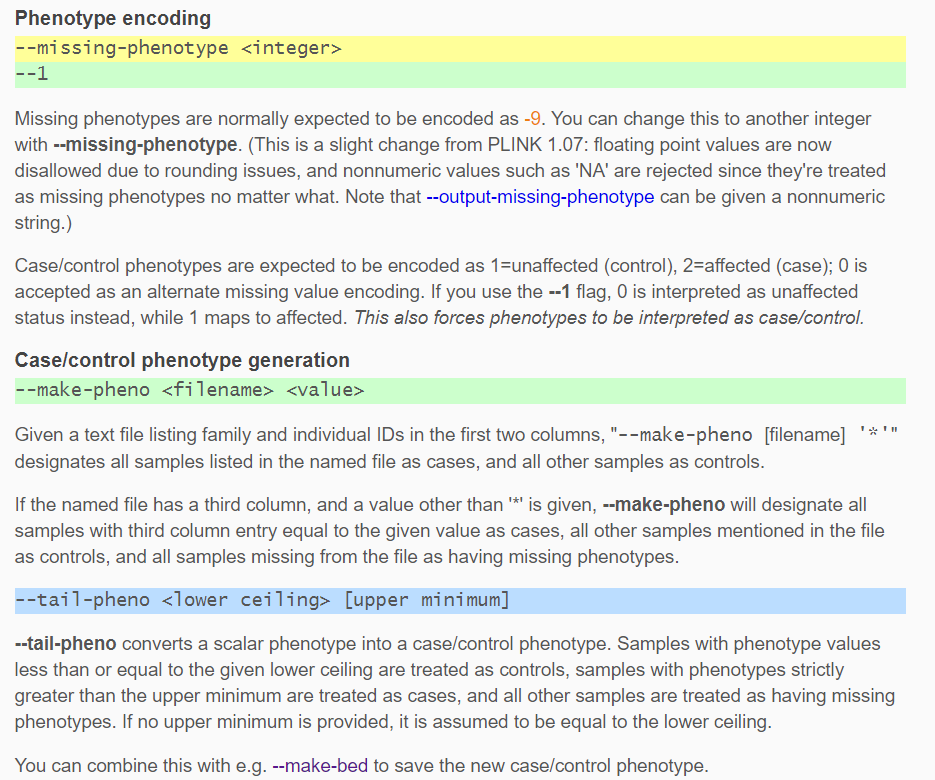 Phenotype encoding
--missing-phenotype <integer>
--1
Missing phenotypes are normally expected to be encoded as -9. You can change this to another integer
with --missing-phenotype. (This is a slight change from PLINK 1.07: floating point values are now
disallowed due to rounding issues, and nonnumeric values such as 'NA' are rejected since they're treated
as missing phenotypes no matter what. Note that --output-missing-phenotype can be given a nonnumeric
string.)
Case/control phenotypes are expected to be encoded as 1=unaffected (control), 2=affected (case); 0 is
accepted as an alternate missing value encoding. If you use the --1 flag, 0 is interpreted as unaffected
status instead, while 1 maps to affected. This also forces phenotypes to be interpreted as case/control.
Case/control phenotype generation
--make-pheno <filename> <value>
Given a text file listing family and individual IDs in the first two columns, "--make-pheno [filename] '*'"
designates all samples listed in the named file as cases, and all other samples as controls.
If the named file has a third column, and a value other than '*' is given, --make-pheno will designate all
samples with third column entry equal to the given value as cases, all other samples mentioned in the file
as controls, and all samples missing from the file as having missing phenotypes.
--tail-pheno <lower ceiling> [upper minimum]
--tail-pheno converts a scalar phenotype into a case/control phenotype. Samples with phenotype values
less than or equal to the given lower ceiling are treated as controls, samples with phenotypes strictly
greater than the upper minimum are treated as cases, and all other samples are treated as having missing
phenotypes. If no upper minimum is provided, it is assumed to be equal to the lower ceiling.
You can combine this with e.g. --make-bed to save the new case/control phenotype.